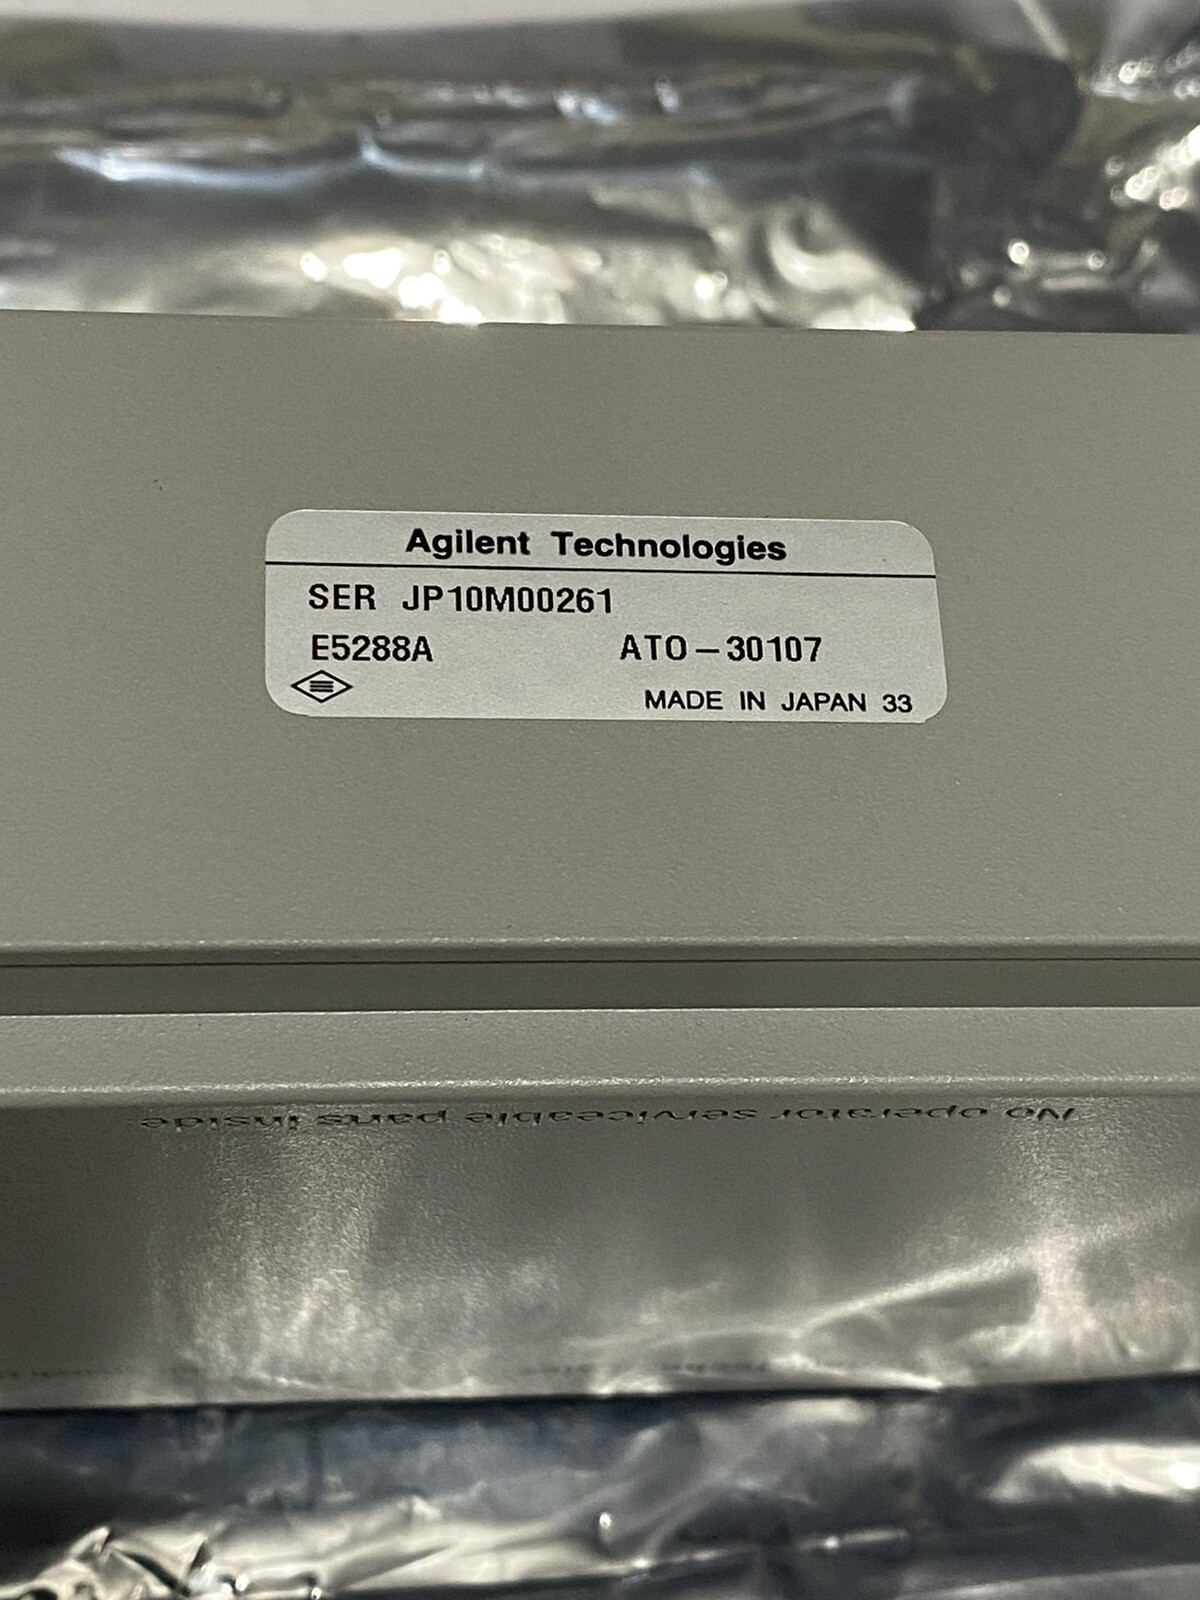 Agilent Technologies
SER JP10M00261
E5288A ATO-30107
MADE IN JAPAN 33
No operator serviceable parts inside